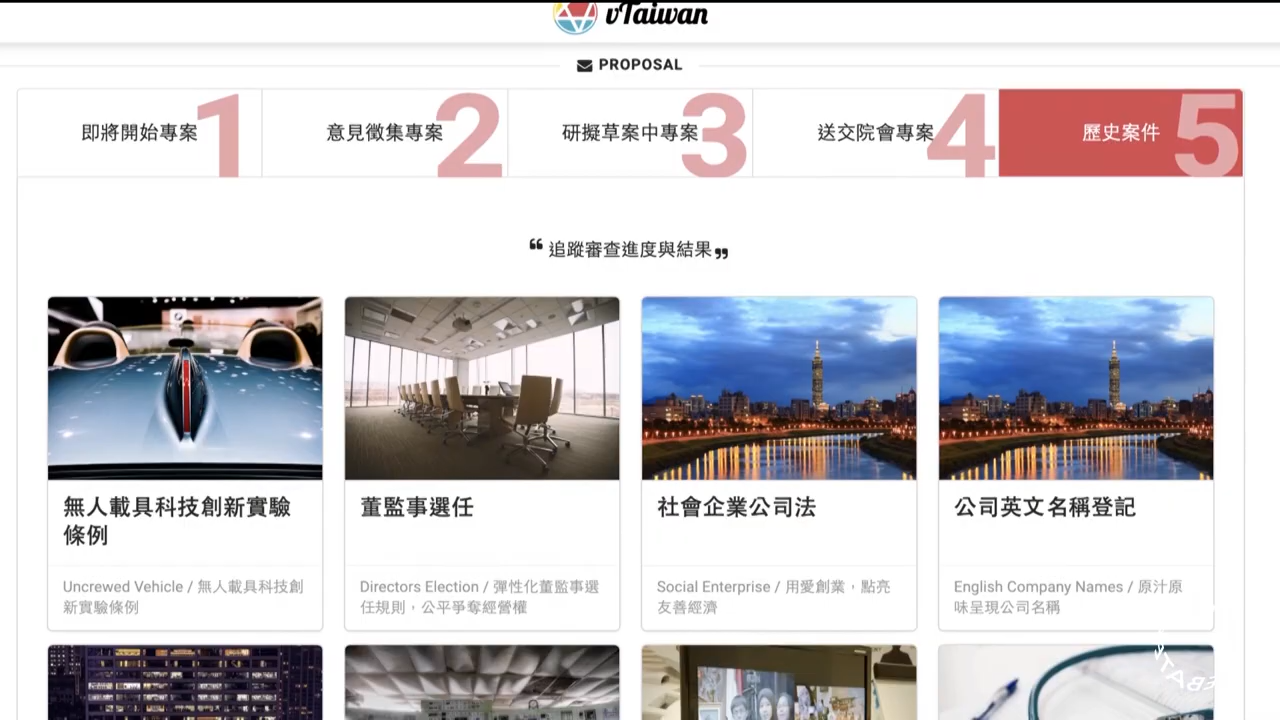 vTaiwan
PROPOSAL
即將開始專案 1
意見徵集專案 2
研擬草案中專案 3
送交院會專案 4
歷史案件 5
“ 追蹤審查進度與結果 ”
無人載具科技創新實驗
條例
Uncrewed Vehicle / 無人載具科技創
新實驗條例
董監事選任
Directors Election / 彈性化董監事選
任規則，公平爭奪經營權
社會企業公司法
Social Enterprise / 用愛創業，點亮
友善經濟
公司英文名稱登記
English Company Names / 原汁原
味呈現公司名稱